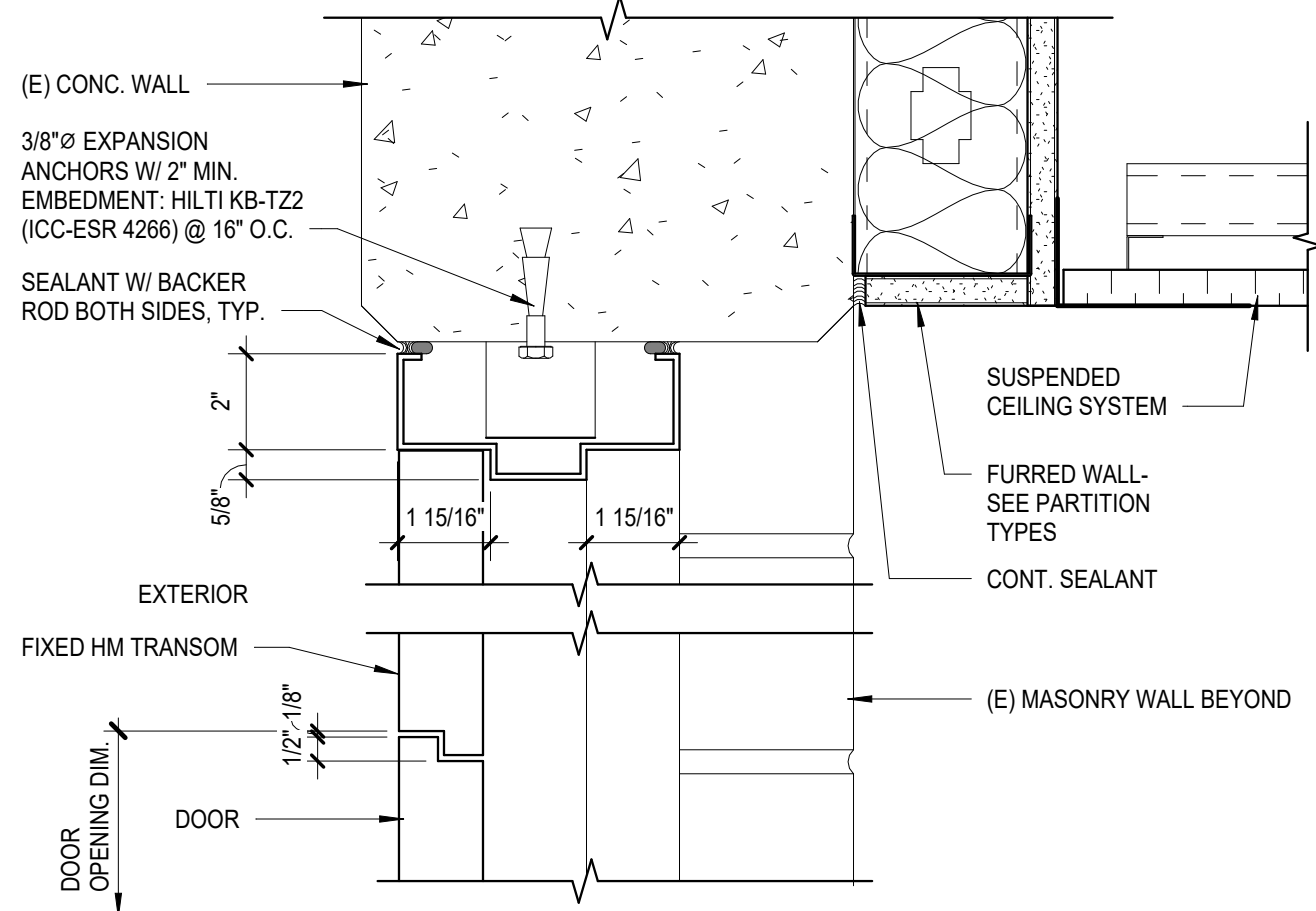 (E) CONC. WALL
3/8"Ø EXPANSION
ANCHORS W/ 2" MIN.
EMBEDMENT: HILTI KB-TZ2
(ICC-ESR 4266) @ 16" O.C.
SEALANT W/ BACKER
ROD BOTH SIDES, TYP.
2"
5/8"
1 15/16"
1 15/16"
SUSPENDED
CEILING SYSTEM
FURRED WALL-
SEE PARTITION
TYPES
CONT. SEALANT
EXTERIOR
FIXED HM TRANSOM
(E) MASONRY WALL BEYOND
1/8"
1/2"
DOOR
OPENING DIM.
DOOR